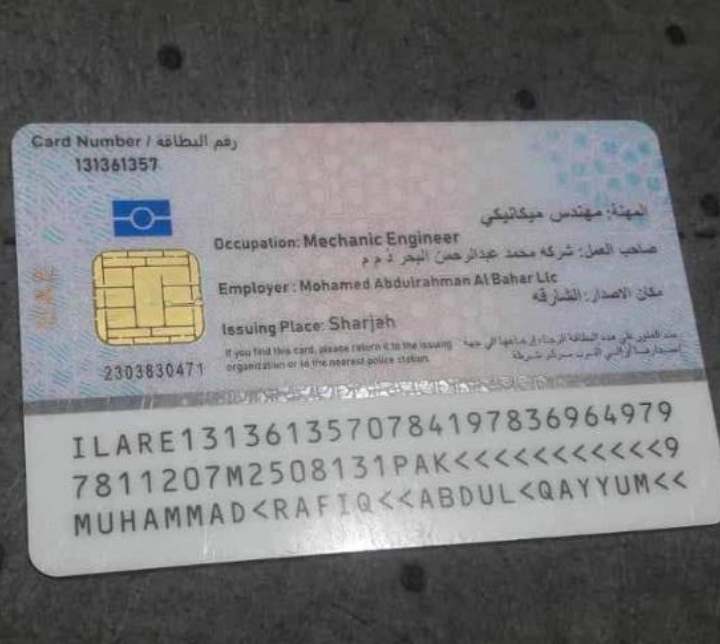 Card Number / رقم البطاقة
131361357
المهنة: مهندس ميكانيكي
Occupation: Mechanic Engineer
صاحب العمل: شركه محمد عبدالرحمن البحر ذ م م
Employer : Mohamed Abdulrahman Al Bahar Llc
مكان الاصدار: الشارقه
Issuing Place: Sharjah
If you find this card, please return it to the issuing
organization or to the nearest police station.
2303830471
ILARE1313613570784197836964979
7811207M2508131PAK<<<<<<<<<<<9
MUHAMMAD<RAFIQ<<ABDUL<QAYYUM<<